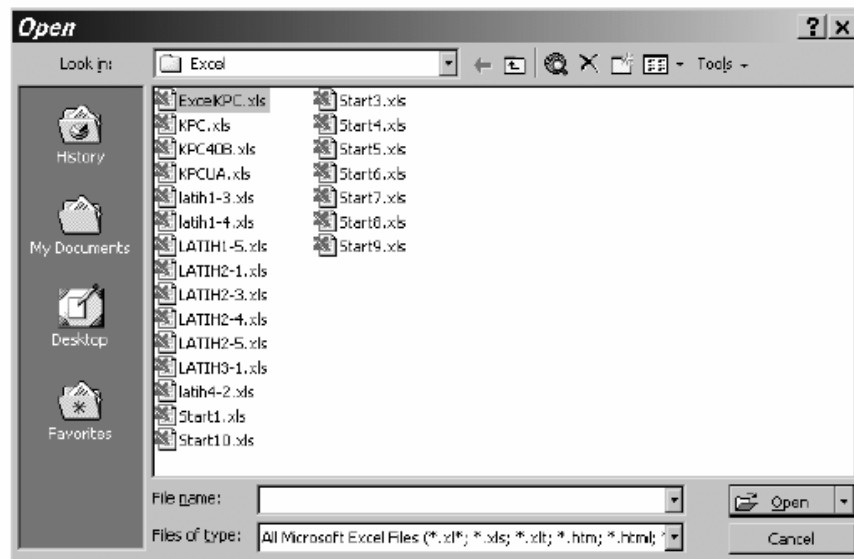 Open
Look in:
Excel
Tools
History
My Documents
Desktop
Favorites
ExcelKPC.xls
KPC.xls
KPC40B.xls
KPCUA.xls
latih1-3.xls
latih1-4.xls
LATIH1-5.xls
LATIH2-1.xls
LATIH2-3.xls
LATIH2-4.xls
LATIH2-5.xls
LATIH3-1.xls
latih4-2.xls
Start1.xls
Start10.xls
Start3.xls
Start4.xls
Start5.xls
Start6.xls
Start7.xls
Start8.xls
Start9.xls
File name:
Open
Files of type:
All Microsoft Excel Files (*.xl*; *.xls; *.xlt; *.htm; *.html; *
Cancel